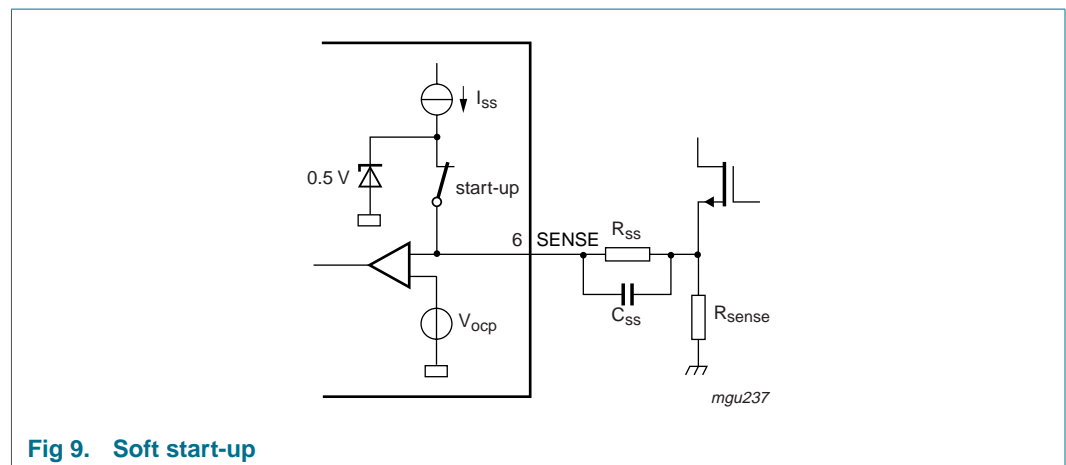 I_ss
0.5 V
start-up
6 SENSE
R_ss
C_ss
V_ocp
R_sense
mgu237
Fig 9. Soft start-up